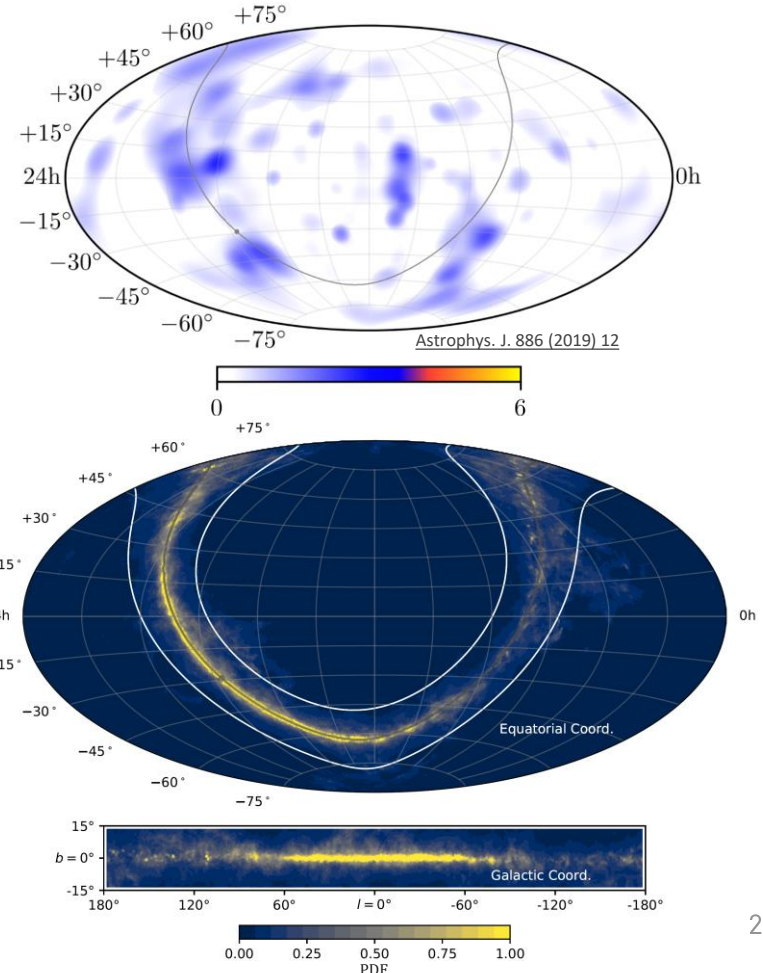 +75°
+60°
+45°
+30°
+15°
24h
0h
−15°
−30°
−45°
−60°
−75°
Astrophys. J. 886 (2019) 12
0 6
+75°
+60°
+45°
+30°
15°
h
0h
15°
−30°
−45°
−60°
−75°
Equatorial Coord.
15°
b = 0°
-15°
Galactic Coord.
180° 120° 60° l = 0° -60° -120° -180°
0.00 0.25 0.50 0.75 1.00
PDF
2